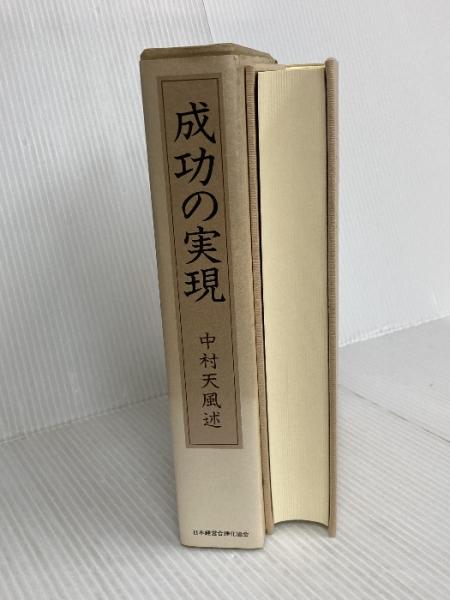 成功の実現
中村天風述
日本経営合理化協会